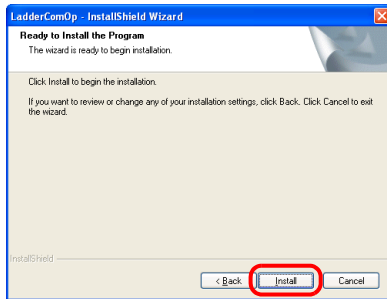 LadderComOp - InstallShield Wizard
Ready to Install the Program
The wizard is ready to begin installation.
Click Install to begin the installation.
If you want to review or change any of your installation settings, click Back. Click Cancel to exit
the wizard.
InstallShield
< Back Install Cancel